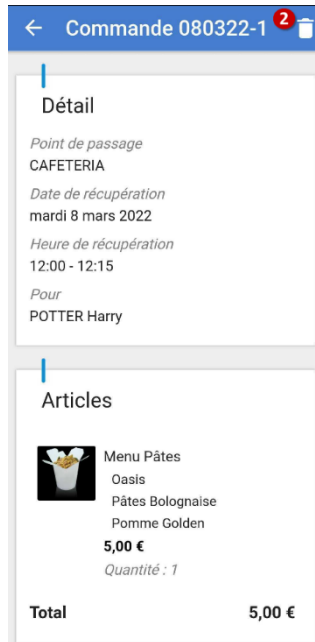 Commande 080322-1
2
Détail
Point de passage
CAFETERIA
Date de récupération
mardi 8 mars 2022
Heure de récupération
12:00 - 12:15
Pour
POTTER Harry
Articles
Menu Pâtes
Oasis
Pâtes Bolognaise
Pomme Golden
5,00 €
Quantité : 1
Total 5,00 €